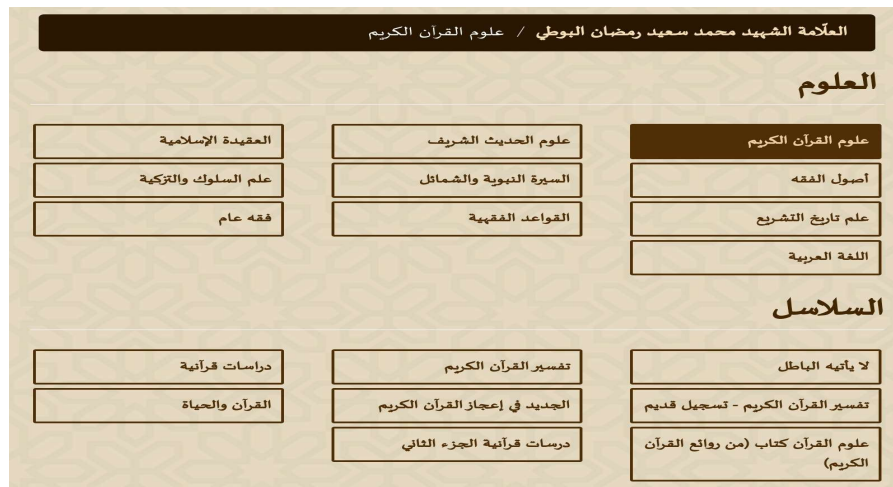 العلّامة الشهيد محمد سعيد رمضان البوطي / علوم القرآن الكريم
العلوم
علوم القرآن الكريم
علوم الحديث الشريف
العقيدة الإسلامية
أصول الفقه
السيرة النبوية والشمائل
علم السلوك والتزكية
علم تاريخ التشريع
القواعد الفقهية
فقه عام
اللغة العربية
السلاسل
لا يأتيه الباطل
تفسير القرآن الكريم
دراسات قرآنية
تفسير القرآن الكريم - تسجيل قديم
الجديد في إعجاز القرآن الكريم
القرآن والحياة
علوم القرآن كتاب (من روائع القرآن
الكريم)
درسات قرآنية الجزء الثاني